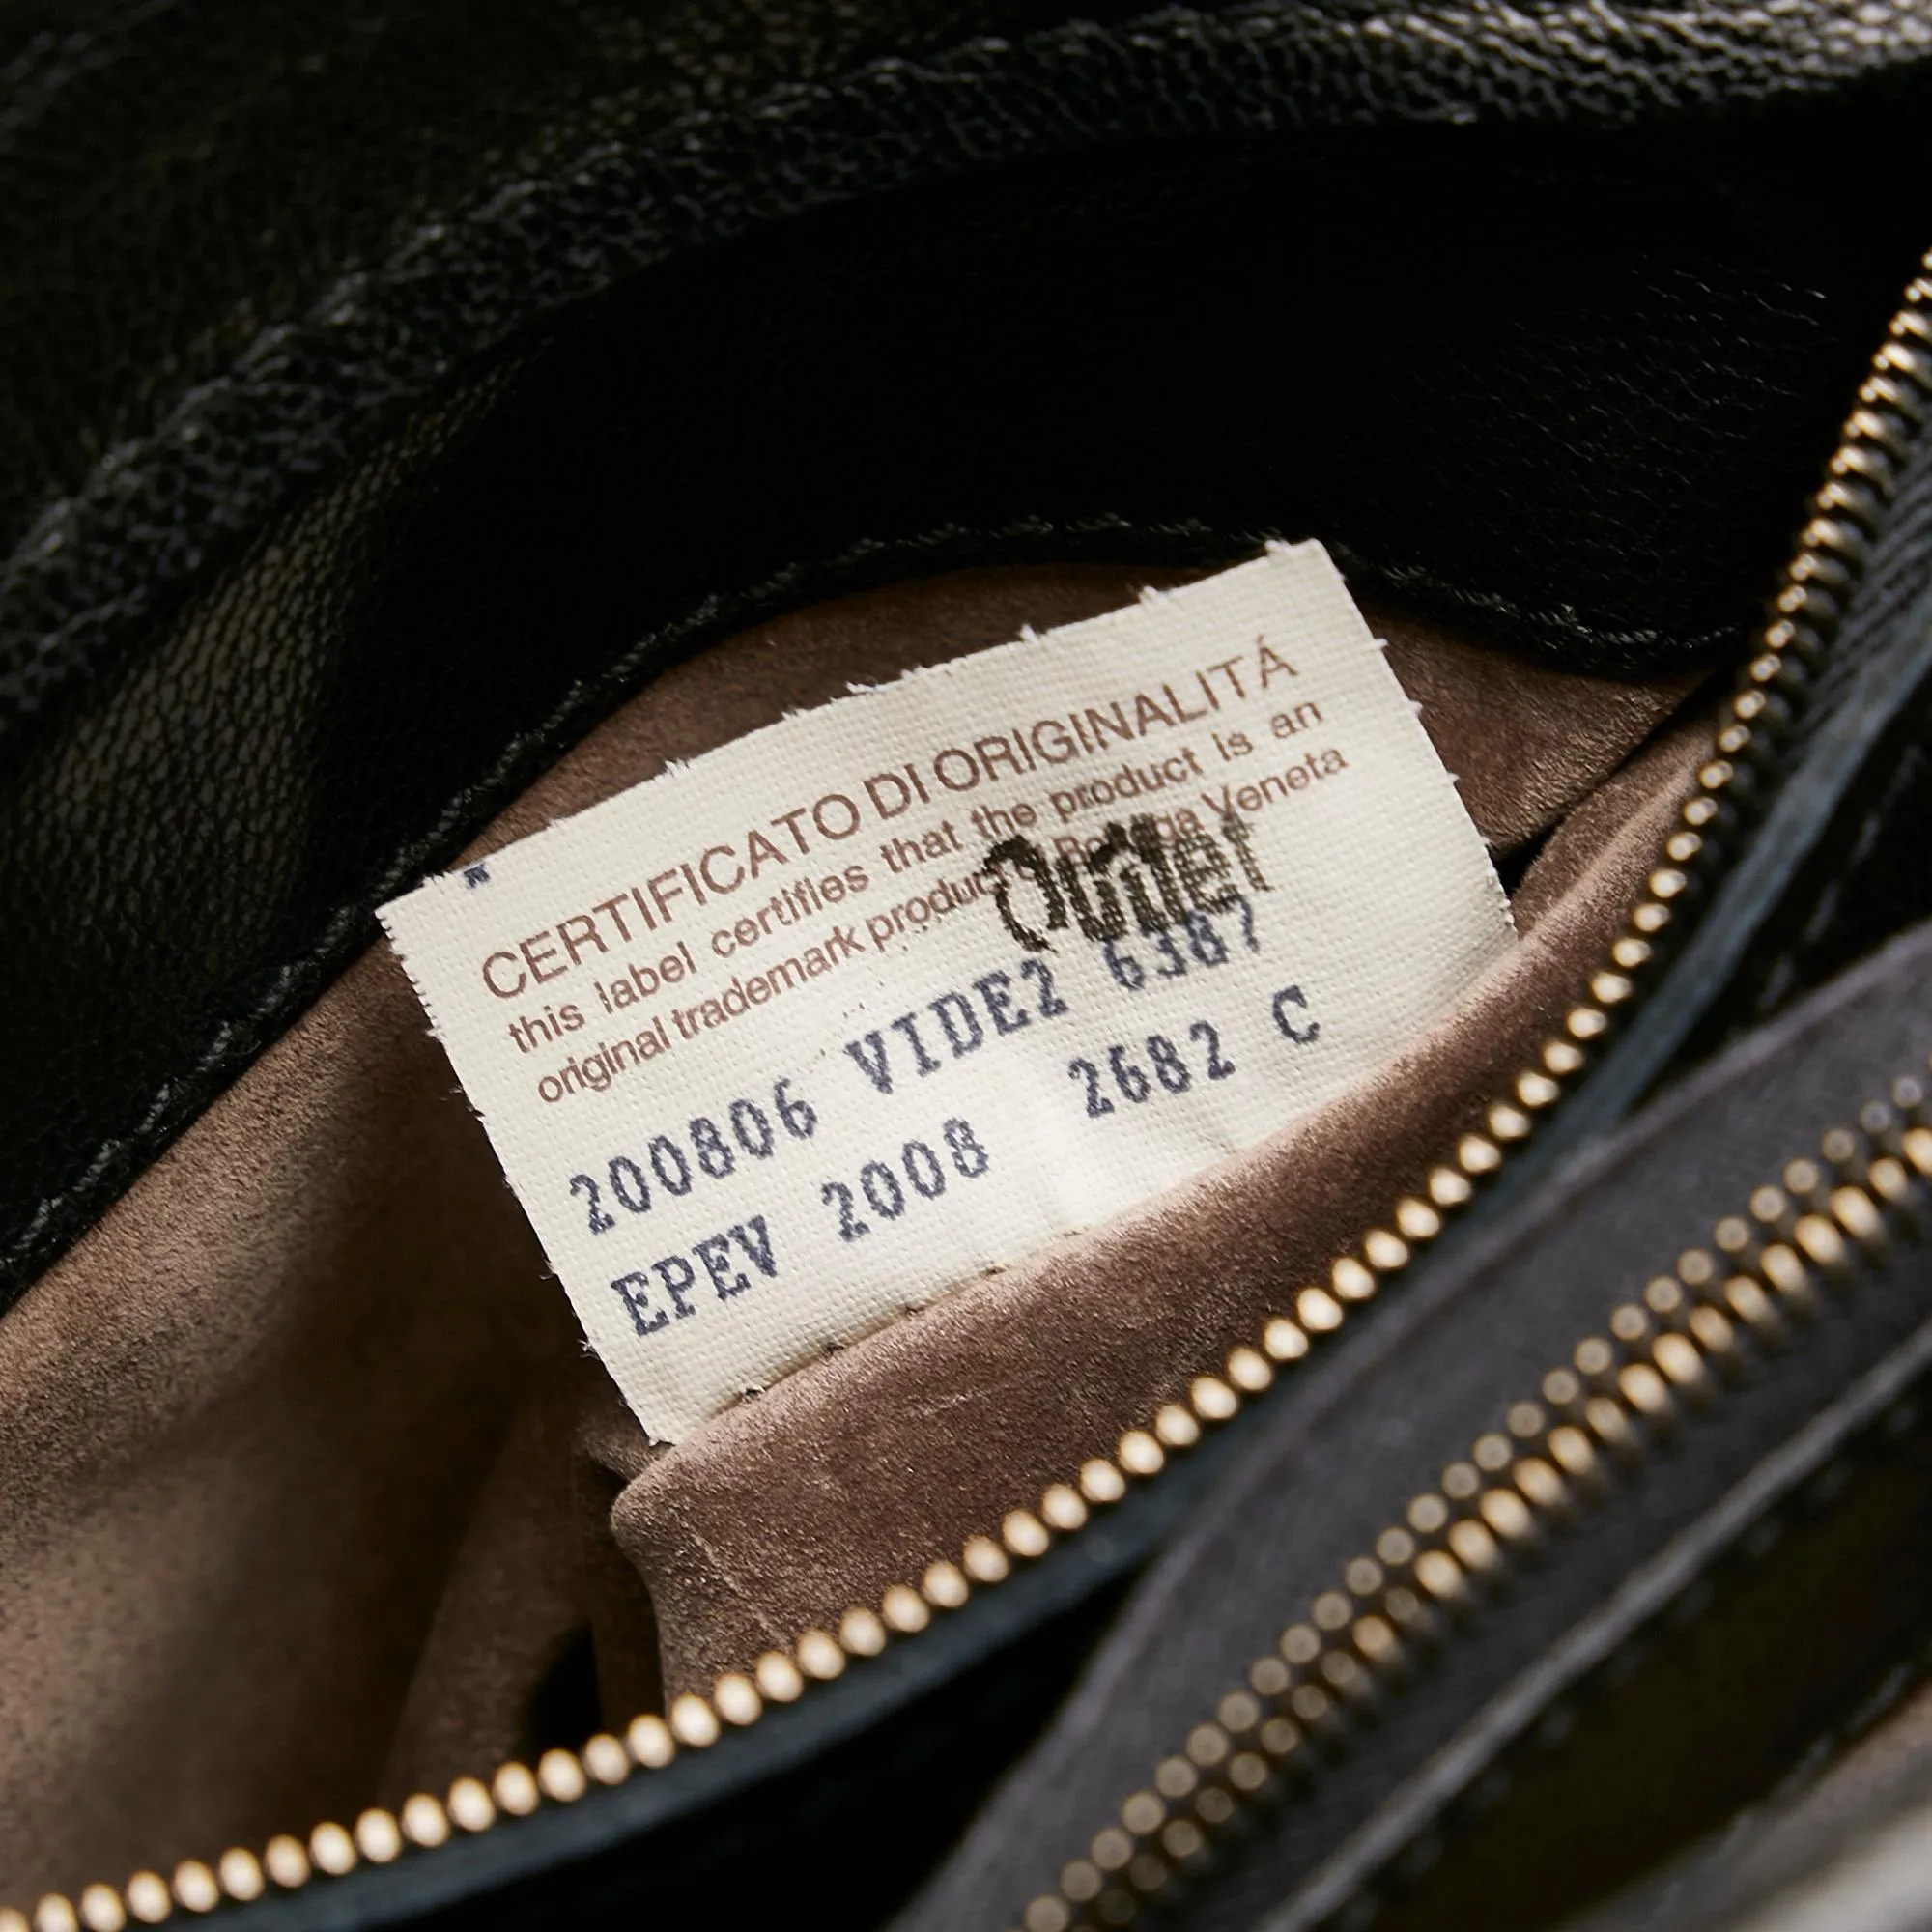 CERTIFICATO DI ORIGINALITÁ
this label certifies that the product is an
original trademark product of Bottega Veneta
Outlet
200806 VIDE2 6387
EPEV 2008 2682 C